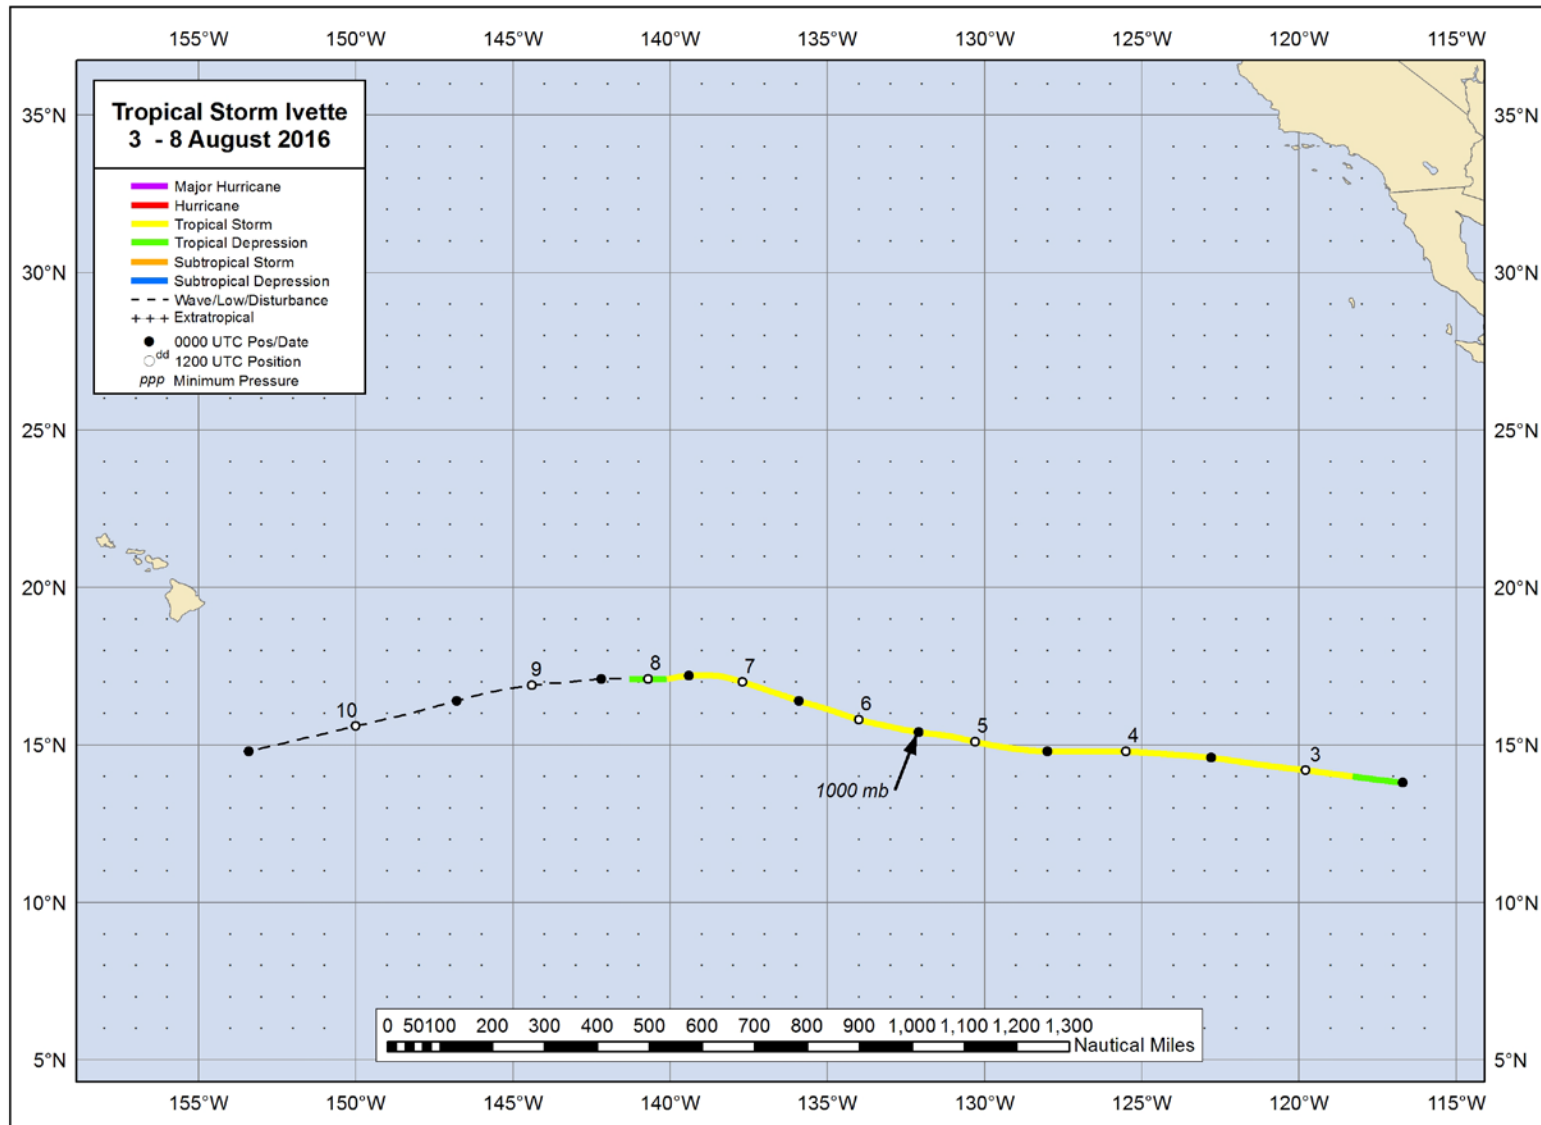 155°W 150°W 145°W 140°W 135°W 130°W 125°W 120°W 115°W
Tropical Storm Ivette
3 - 8 August 2016
Major Hurricane
Hurricane
Tropical Storm
Tropical Depression
Subtropical Storm
Subtropical Depression
Wave/Low/Disturbance
Extratropical
0000 UTC Pos/Date
dd 1200 UTC Position
ppp Minimum Pressure
35°N 35°N
30°N 30°N
25°N 25°N
20°N 20°N
10 9 8 7 6 5 4 3
15°N 15°N
1000 mb
10°N 10°N
0 50 100 200 300 400 500 600 700 800 900 1,000 1,100 1,200 1,300
Nautical Miles
5°N 5°N
155°W 150°W 145°W 140°W 135°W 130°W 125°W 120°W 115°W